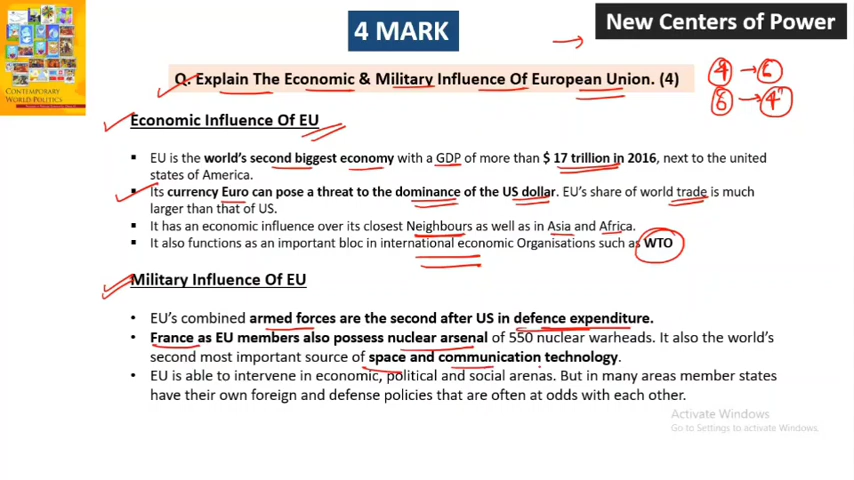 4 MARK
New Centers of Power
CONTEMPORARY
WORLD POLITICS
4 → 6
6 → 4
Q. Explain The Economic & Military Influence Of European Union. (4)
Economic Influence Of EU
▪ EU is the world's second biggest economy with a GDP of more than $ 17 trillion in 2016, next to the united
states of America.
▪ Its currency Euro can pose a threat to the dominance of the US dollar. EU's share of world trade is much
larger than that of US.
▪ It has an economic influence over its closest Neighbours as well as in Asia and Africa.
▪ It also functions as an important bloc in international economic Organisations such as WTO
Military Influence Of EU
• EU's combined armed forces are the second after US in defence expenditure.
• France as EU members also possess nuclear arsenal of 550 nuclear warheads. It also the world's
second most important source of space and communication technology.
• EU is able to intervene in economic, political and social arenas. But in many areas member states
have their own foreign and defense policies that are often at odds with each other.
Activate Windows
Go to Settings to activate Windows.